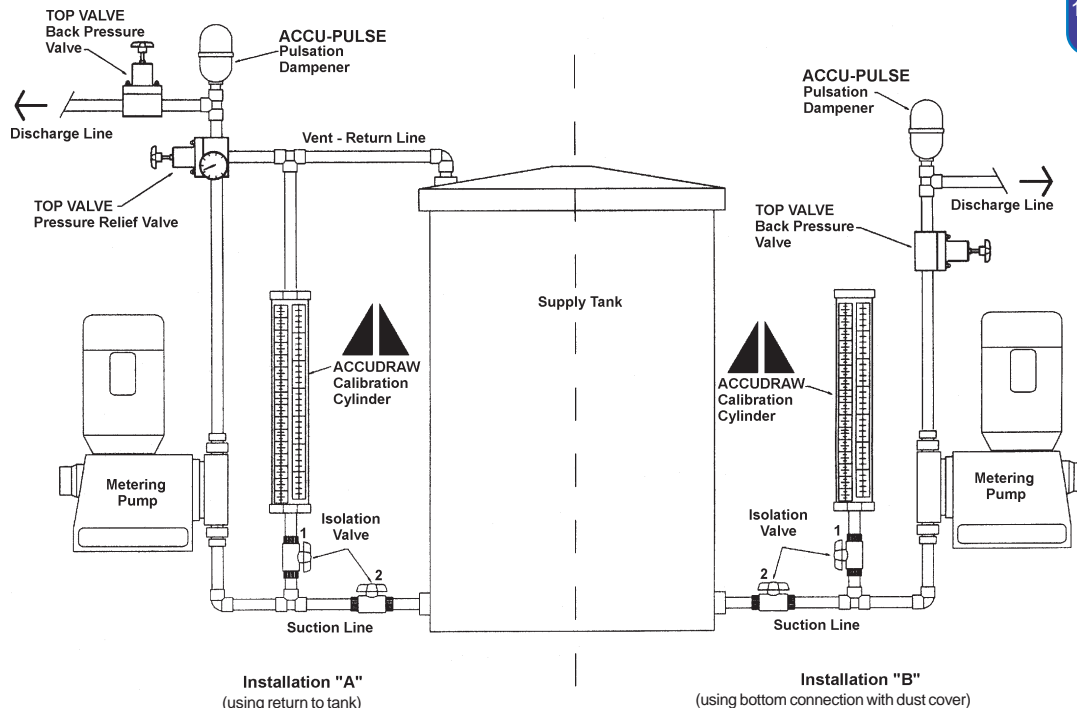 TOP VALVE
Back Pressure
Valve
ACCU-PULSE
Pulsation
Dampener
Discharge Line
Vent - Return Line
TOP VALVE
Pressure Relief Valve
ACCUDRAW
Calibration
Cylinder
Metering
Pump
Isolation
Valve
1
2
Suction Line
Installation "A"
(using return to tank)
Supply Tank
ACCU-PULSE
Pulsation
Dampener
Discharge Line
TOP VALVE
Back Pressure
Valve
ACCUDRAW
Calibration
Cylinder
Metering
Pump
Isolation
Valve
1
2
Suction Line
Installation "B"
(using bottom connection with dust cover)